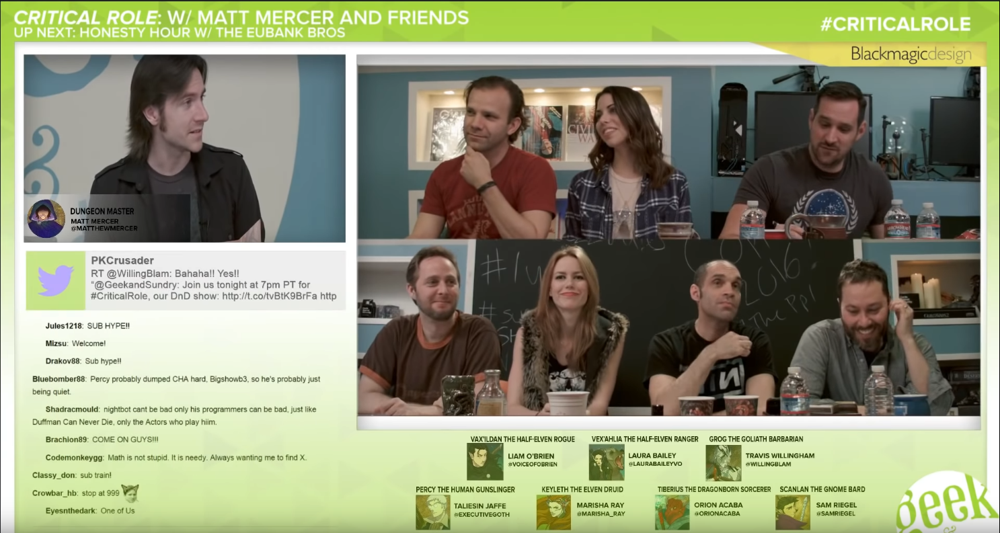 CRITICAL ROLE: W/ MATT MERCER AND FRIENDS
UP NEXT: HONESTY HOUR W/ THE EUBANK BROS
#CRITICALROLE
Blackmagicdesign
CIVIL
WAR
DUNGEON MASTER
MATT MERCER
@MATTHEWMERCER
PKCrusader
RT @WillingBlam: Bahaha!! Yes!!
"@GeekandSundry: Join us tonight at 7pm PT for
#CriticalRole, our DnD show: http://t.co/tvBtK9BrFa http
Jules1218: SUB HYPE!!
Mizsu: Welcome!
Drakov88: Sub hype!!
Bluebomber88: Percy probably dumped CHA hard, Bigshowb3, so he's probably just
being quiet.
Shadracmould: nightbot cant be bad only his programmers can be bad, just like
Duffman Can Never Die, only the Actors who play hiim.
Brachion89: COME ON GUYS!!!
Codemonkeygg: Math is not stupid. It is needy. Always wanting me to find X.
Classy_don: sub train!
Crowbar_hb: stop at 999
Eyesnthedark: One of Us
ARROWHEAD
2016
The Ppl
VAX'ILDAN THE HALF-ELVEN ROGUE
LIAM O'BRIEN
@VOICEOFOBRIEN
VEX'AHLIA THE HALF-ELVEN RANGER
LAURA BAILEY
@LAURABAILEYVO
GROG THE GOLIATH BARBARIAN
TRAVIS WILLINGHAM
@WILLINGBLAM
PERCY THE HUMAN GUNSLINGER
TALIESIN JAFFE
@EXECUTIVEGOTH
KEYLETH THE ELVEN DRUID
MARISHA RAY
@MARISHA_RAY
TIBERIUS THE DRAGONBORN SORCERER
ORION ACABA
@ORIONACABA
SCANLAN THE GNOME BARD
SAM RIEGEL
@SAMRIEGEL
geek
&